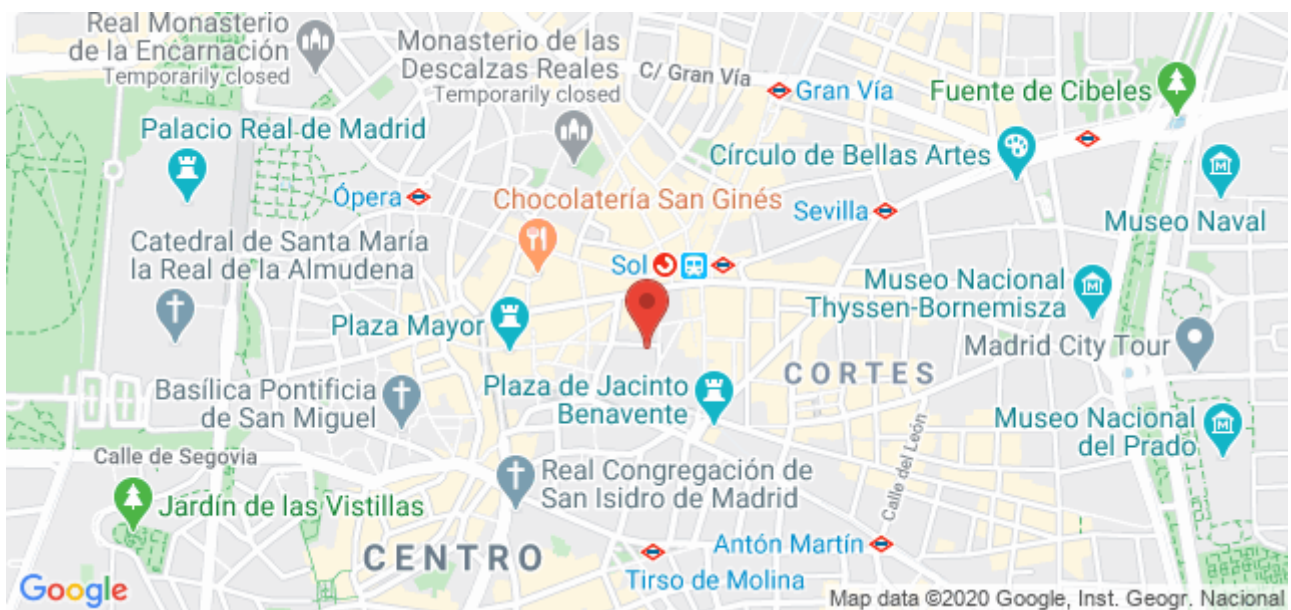 Real Monasterio
de la Encarnación
Temporarily closed
Monasterio de las
Descalzas Reales
Temporarily closed
C/ Gran Vía
Gran Vía
Fuente de Cibeles
Palacio Real de Madrid
Círculo de Bellas Artes
Ópera
Chocolatería San Ginés
Sevilla
Museo Naval
Catedral de Santa María
la Real de la Almudena
Sol
Museo Nacional
Thyssen-Bornemisza
Plaza Mayor
Madrid City Tour
CORTES
Basílica Pontificia
de San Miguel
Plaza de Jacinto
Benavente
Museo Nacional
del Prado
Calle del León
Calle de Segovia
Real Congregación de
San Isidro de Madrid
Jardín de las Vistillas
CENTRO
Antón Martín
Tirso de Molina
Google
Map data ©2020 Google, Inst. Geogr. Nacional